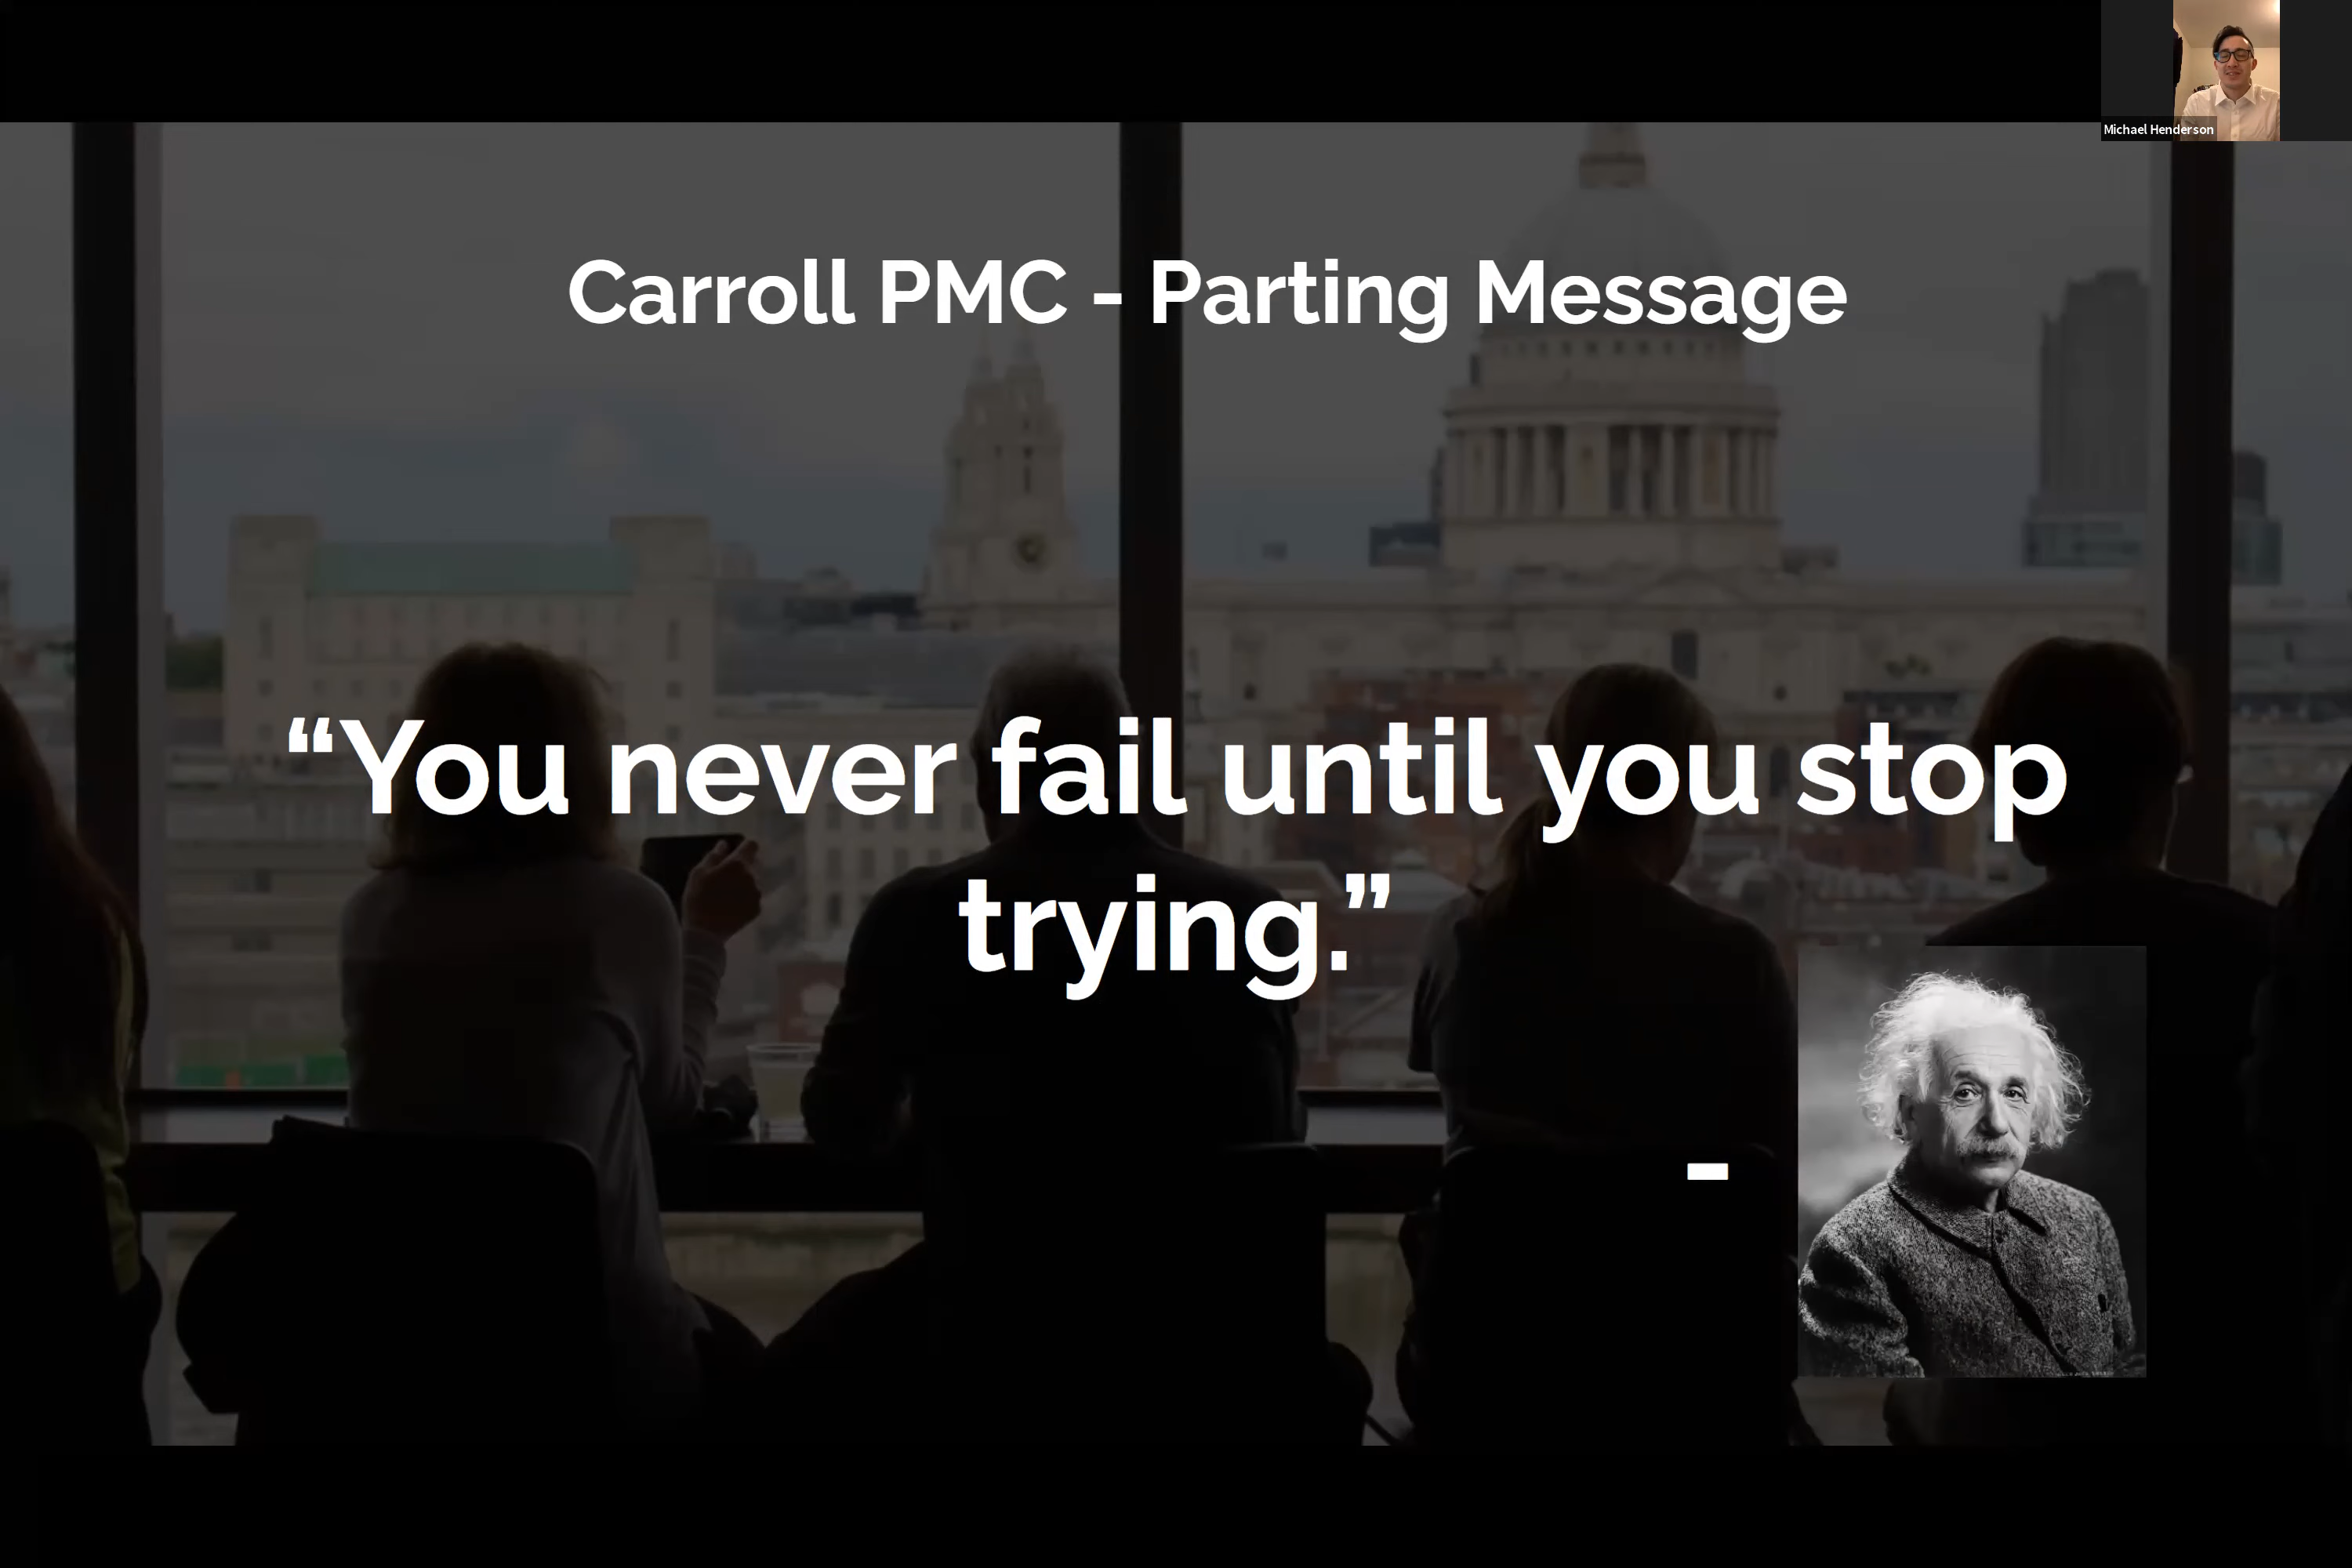 Michael Henderson
Carroll PMC - Parting Message
“You never fail until you stop
trying.”
-